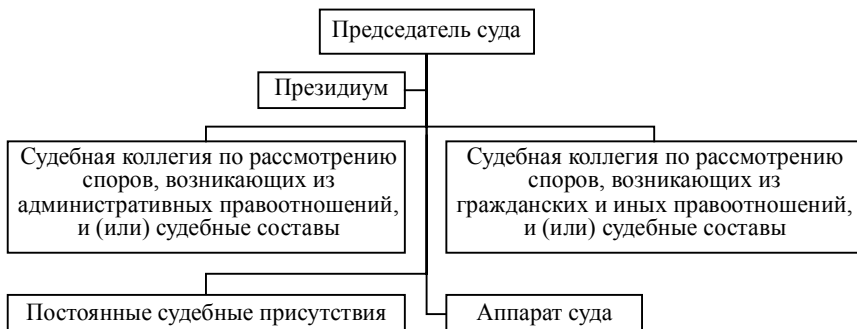 Председатель суда
Президиум
Судебная коллегия по рассмотрению
споров, возникающих из
административных правоотношений,
и (или) судебные составы
Судебная коллегия по рассмотрению
споров, возникающих из
гражданских и иных правоотношений,
и (или) судебные составы
Постоянные судебные присутствия
Аппарат суда